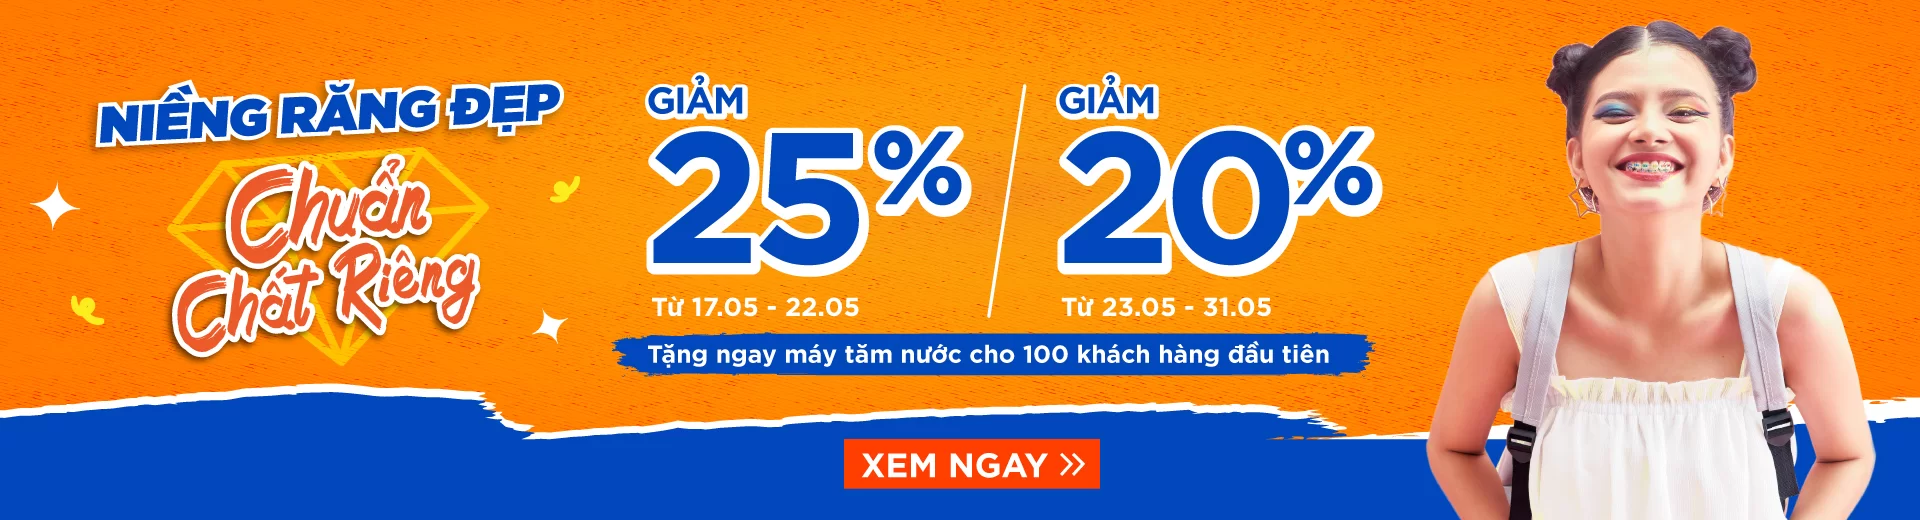 NIỀNG RĂNG ĐẸP
Chuẩn
Chất Riêng
GIẢM
25%
Từ 17.05 - 22.05
GIẢM
20%
Từ 23.05 - 31.05
Tặng ngay máy tăm nước cho 100 khách hàng đầu tiên
XEM NGAY >>